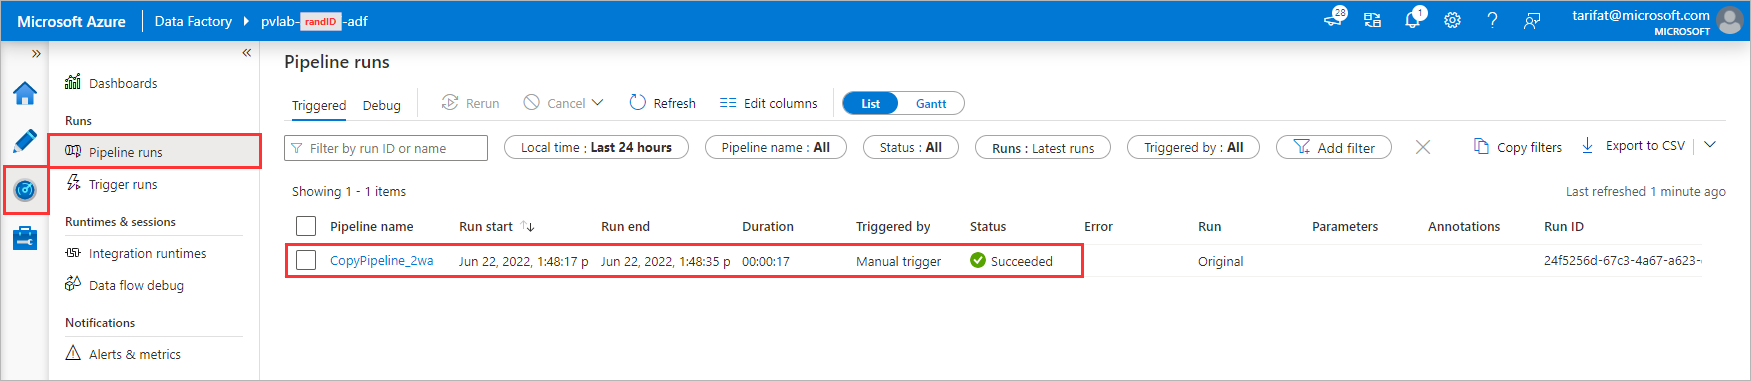 Microsoft Azure Data Factory pvlab-randID-adf 28 1 tarifat@microsoft.com
MICROSOFT
Pipeline runs
Dashboards
Runs
Pipeline runs
Trigger runs
Runtimes & sessions
Integration runtimes
Data flow debug
Notifications
Alerts & metrics
Triggered Debug Rerun Cancel Refresh Edit columns List Gantt
Filter by run ID or name Local time : Last 24 hours Pipeline name : All Status : All Runs : Latest runs Triggered by : All Add filter Copy filters Export to CSV
Showing 1 - 1 items Last refreshed 1 minute ago
Pipeline name Run start Run end Duration Triggered by Status Error Run Parameters Annotations Run ID
CopyPipeline_2wa Jun 22, 2022, 1:48:17 p Jun 22, 2022, 1:48:35 p 00:00:17 Manual trigger Succeeded Original 24f5256d-67c3-4a67-a623-